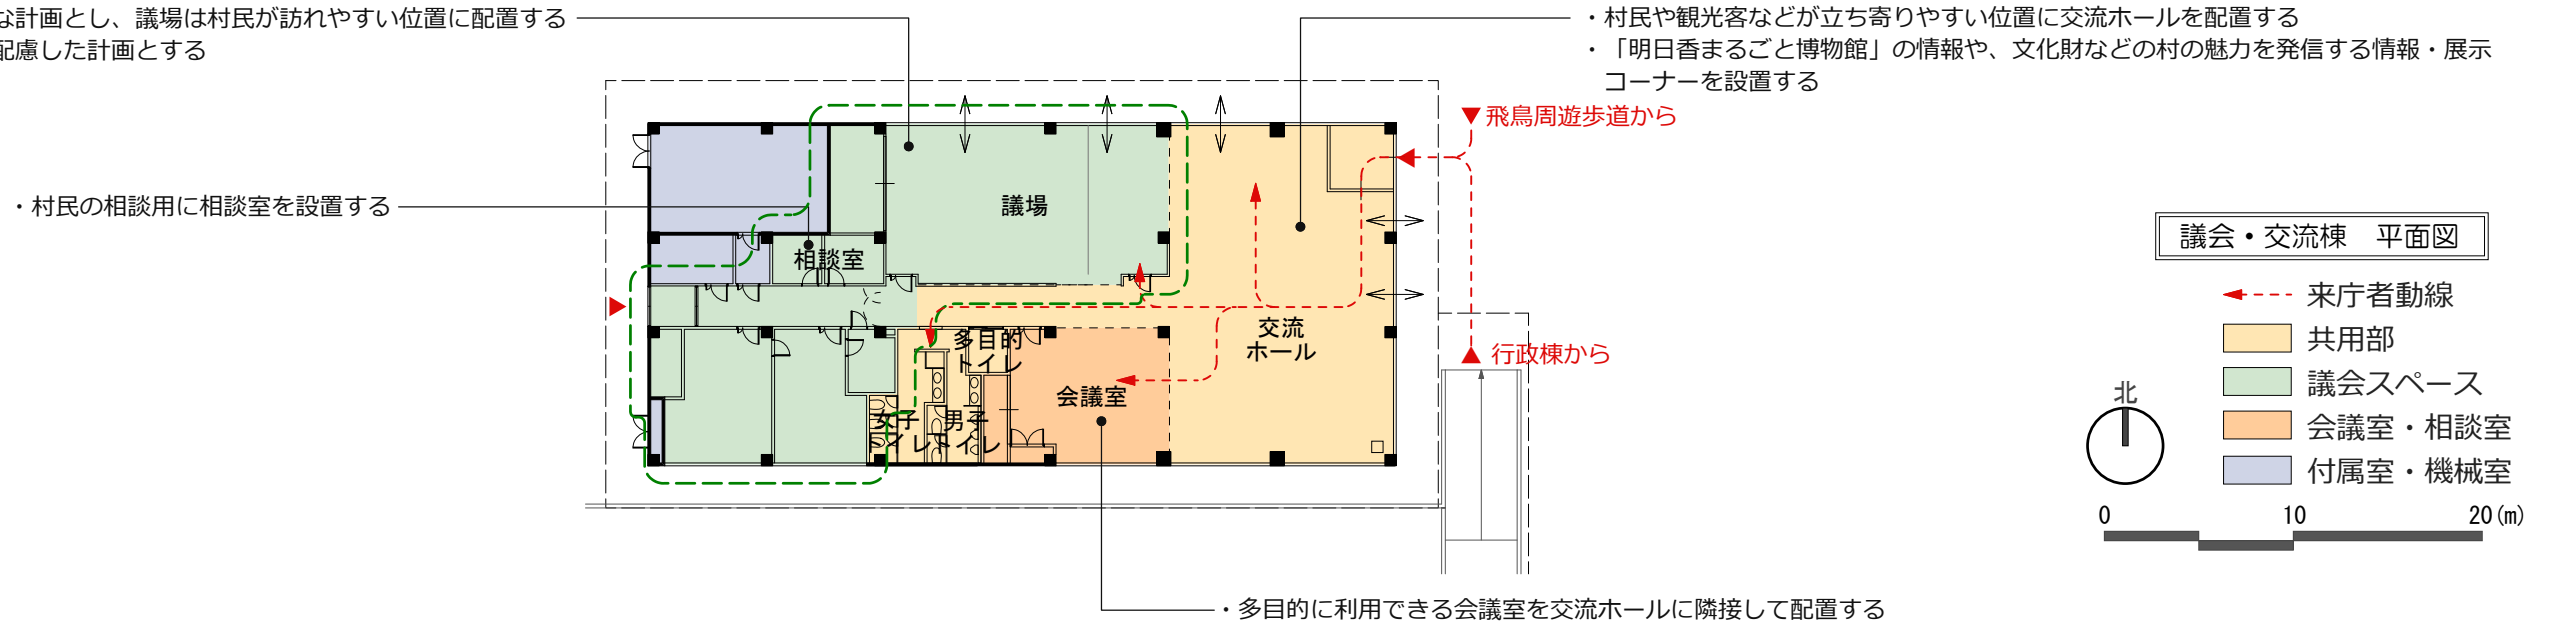 な計画とし、議場は村民が訪れやすい位置に配置する
配慮した計画とする
・村民や観光客などが立ち寄りやすい位置に交流ホールを配置する
・「明日香まるごと博物館」の情報や、文化財などの村の魅力を発信する情報・展示
コーナーを設置する
飛鳥周遊歩道から
・村民の相談用に相談室を設置する
議場
相談室
交流
ホール
多目的
トイレ
会議室
女子
トイレ
男子
トイレ
行政棟から
議会・交流棟 平面図
来庁者動線
共用部
議会スペース
会議室・相談室
付属室・機械室
北
0 10 20(m)
・多目的に利用できる会議室を交流ホールに隣接して配置する